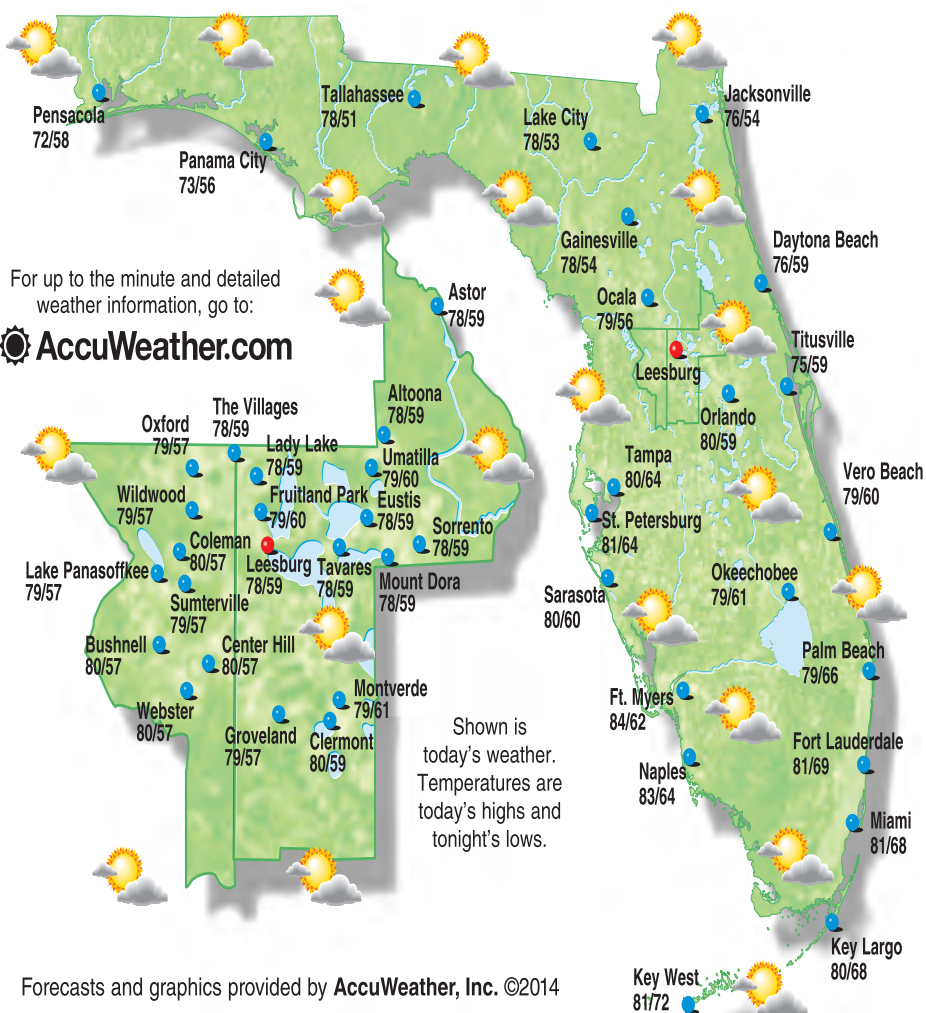 Pensacola
72/58
Panama City
73/56
Tallahassee
78/51
Lake City
78/53
Jacksonville
76/54
Gainesville
78/54
Daytona Beach
76/59
Ocala
79/56
Titusville
75/59
Leesburg
Orlando
80/59
For up to the minute and detailed
weather information, go to:
AccuWeather.com
Astor
78/59
Altoona
78/59
The Villages
78/59
Oxford
79/57
Lady Lake
78/59
Umatilla
79/60
Wildwood
79/57
Fruitland Park
79/60
Eustis
78/59
Sorrento
78/59
Coleman
80/57
Leesburg
78/59
Tavares
78/59
Mount Dora
78/59
Lake Panasoffkee
79/57
Sumterville
79/57
Bushnell
80/57
Center Hill
80/57
Webster
80/57
Groveland
79/57
Montverde
79/61
Clermont
80/59
Tampa
80/64
Vero Beach
79/60
St. Petersburg
81/64
Sarasota
80/60
Okeechobee
79/61
Palm Beach
79/66
Ft. Myers
84/62
Fort Lauderdale
81/69
Naples
83/64
Miami
81/68
Key Largo
80/68
Key West
81/72
Shown is
today's weather.
Temperatures are
today's highs and
tonight's lows.
Forecasts and graphics provided by AccuWeather, Inc. ©2014